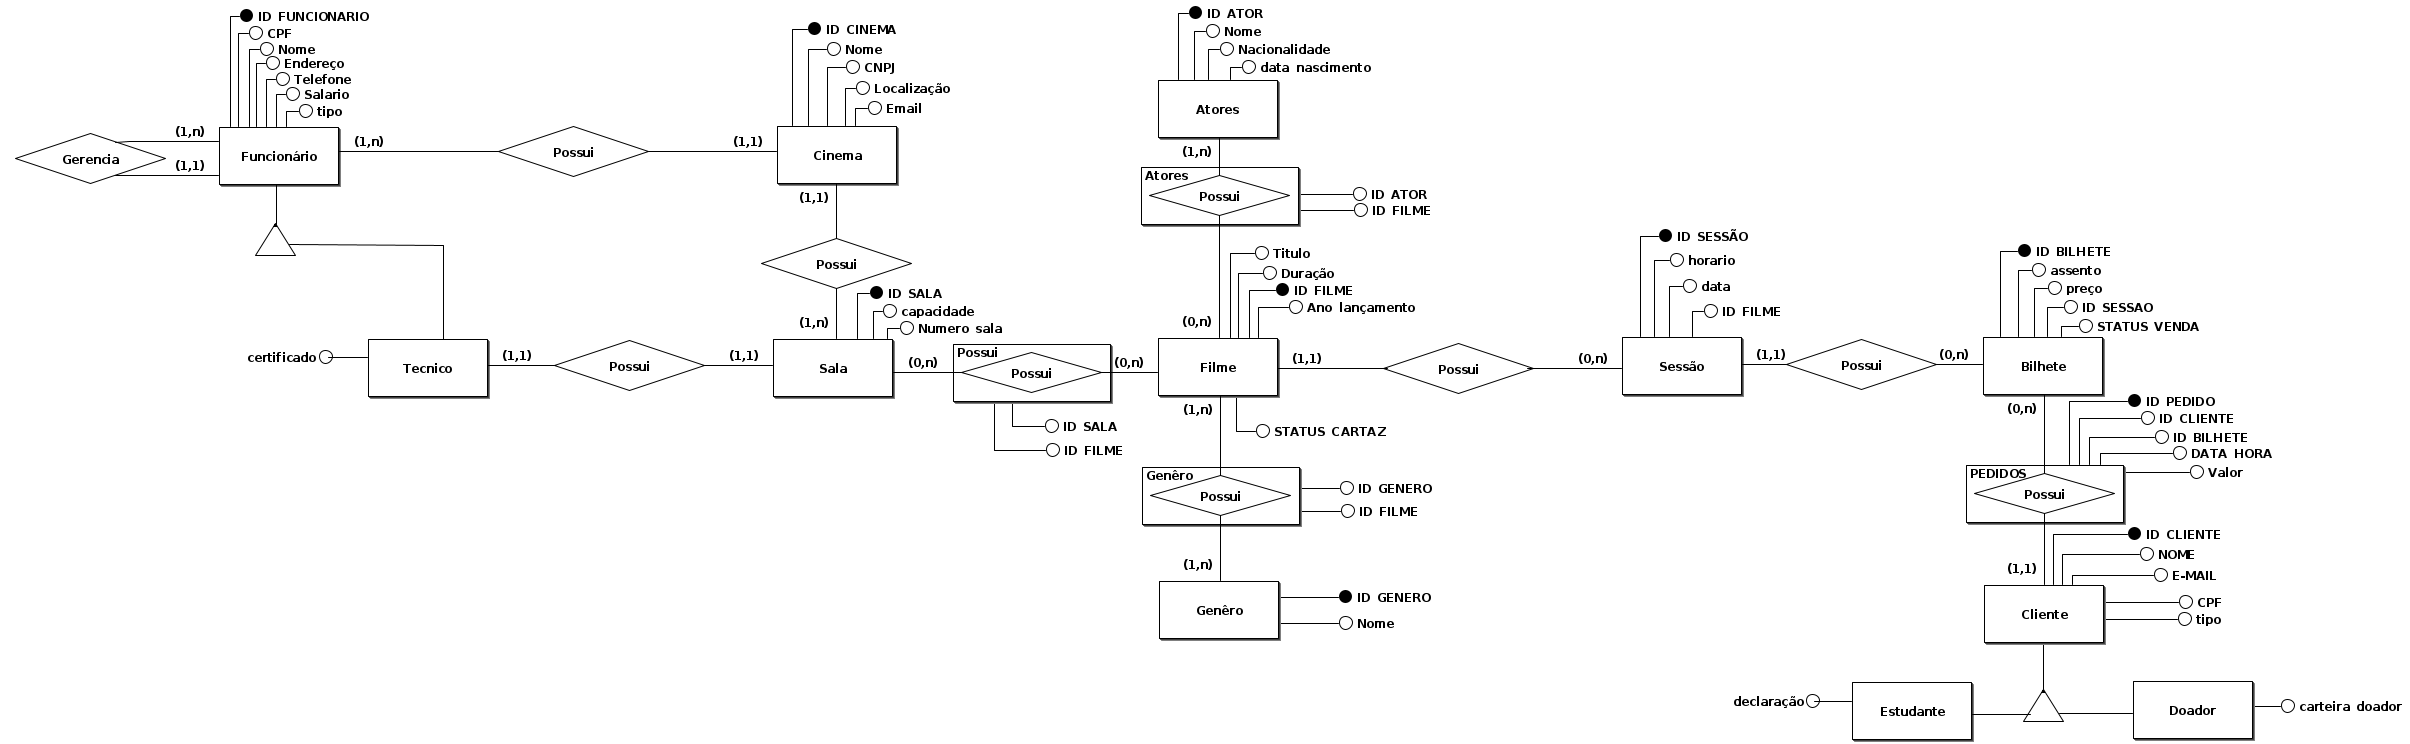 ID FUNCIONARIO
CPF
Nome
Endereço
Telefone
Salario
tipo
(1,n)
(1,1)
Gerencia
Funcionário
(1,n)
Possui
(1,1)
ID CINEMA
Nome
CNPJ
Localização
Email
Cinema
(1,1)
Possui
(1,n)
ID SALA
capacidade
Numero sala
certificado
Tecnico
(1,1)
Possui
(1,1)
Sala
(0,n)
Possui
Possui
(0,n)
ID SALA
ID FILME
ID ATOR
Nome
Nacionalidade
data nascimento
Atores
(1,n)
Atores
Possui
ID ATOR
ID FILME
(0,n)
Titulo
Duração
ID FILME
Ano lançamento
Filme
(1,n)
STATUS CARTAZ
Genêro
Possui
ID GENERO
ID FILME
(1,n)
Genêro
ID GENERO
Nome
(1,1)
Possui
(0,n)
ID SESSÃO
horario
data
ID FILME
Sessão
(1,1)
Possui
(0,n)
ID BILHETE
assento
preço
ID SESSAO
STATUS VENDA
Bilhete
(0,n)
ID PEDIDO
ID CLIENTE
ID BILHETE
DATA HORA
Valor
PEDIDOS
Possui
(1,1)
ID CLIENTE
NOME
E-MAIL
CPF
tipo
Cliente
declaração
Estudante
Doador
carteira doador